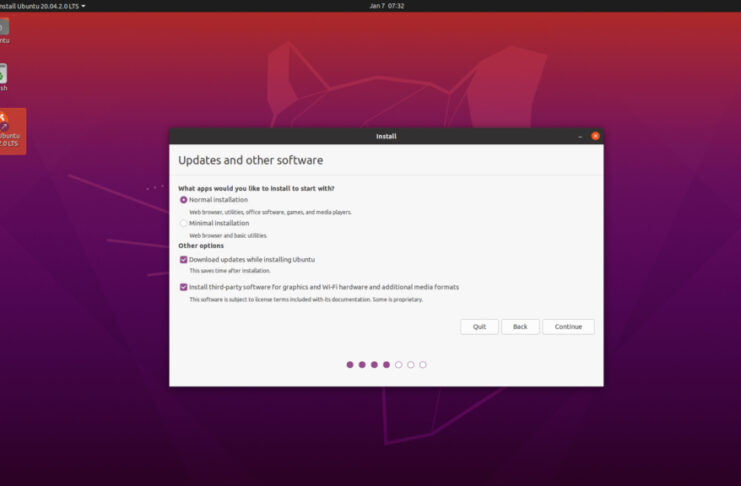 nstall Ubuntu 20.04.2.0 LTS
Jan 7 07:32
ntu
sh
buntu
2.0 LTS
Install
Updates and other software
What apps would you like to install to start with?
Normal installation
Web browser, utilities, office software, games, and media players.
Minimal installation
Web browser and basic utilities.
Other options
Download updates while installing Ubuntu
This saves time after installation.
Install third-party software for graphics and Wi-Fi hardware and additional media formats
This software is subject to license terms included with its documentation. Some is proprietary.
Quit Back Continue